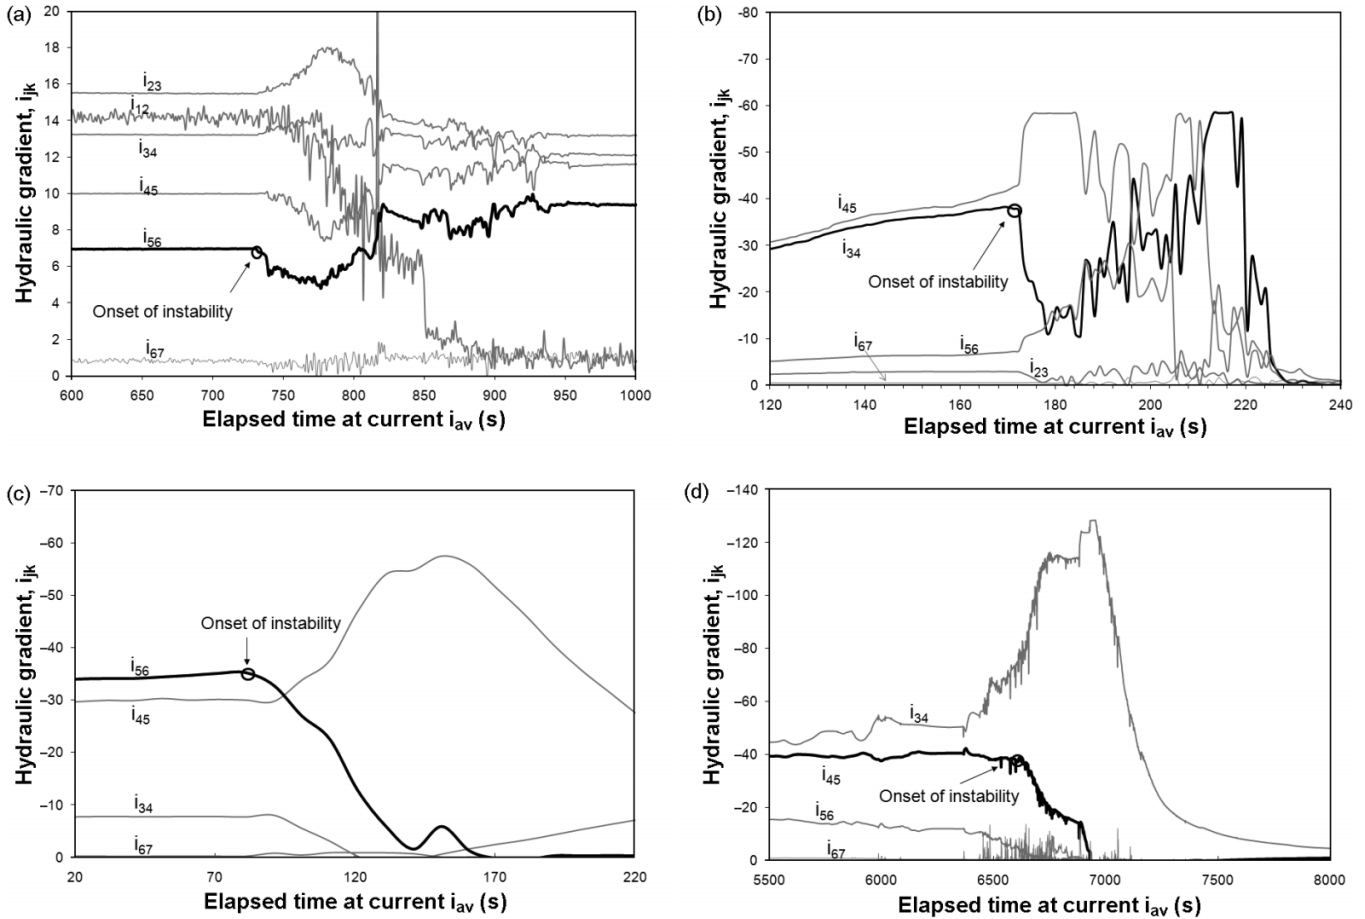 (a)
20
18
16
14
12
10
8
6
4
2
0
Hydraulic gradient, ijk
i23
i12
i34
i45
i56
Onset of instability
i67
600 650 700 750 800 850 900 950 1000
Elapsed time at current iav (s)
(b)
-80
-70
-60
-50
-40
-30
-20
-10
0
Hydraulic gradient, ijk
i45
i34
Onset of instability
i67
i56
i23
120 140 160 180 200 220 240
Elapsed time at current iav (s)
(c)
–70
–60
–50
–40
–30
–20
–10
0
Hydraulic gradient, ijk
Onset of instability
i56
i45
i34
i67
20 70 120 170 220
Elapsed time at current iav (s)
(d)
–140
–120
–100
–80
–60
–40
–20
0
Hydraulic gradient, ijk
i34
i45
Onset of instability
i56
i67
5500 6000 6500 7000 7500 8000
Elapsed time at current iav (s)